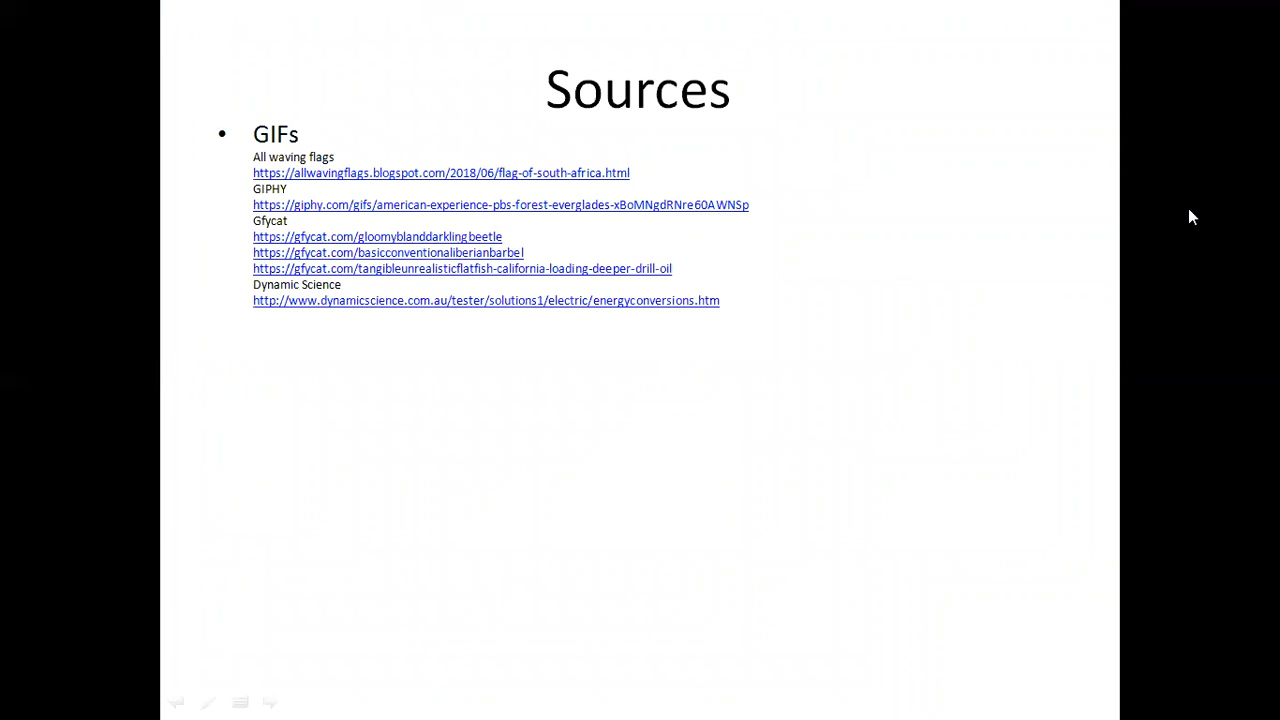 Sources
• GIFs
All waving flags
https://allwavingflags.blogspot.com/2018/06/flag-of-south-africa.html
GIPHY
https://giphy.com/gifs/american-experience-pbs-forest-everglades-xBoMNgdRNre60AWNSp
Gfycat
https://gfycat.com/gloomyblanddarklingbeetle
https://gfycat.com/basicconventionaliberianbarbel
https://gfycat.com/tangibleunrealisticflatfish-california-loading-deeper-drill-oil
Dynamic Science
http://www.dynamicscience.com.au/tester/solutions1/electric/energyconversions.htm